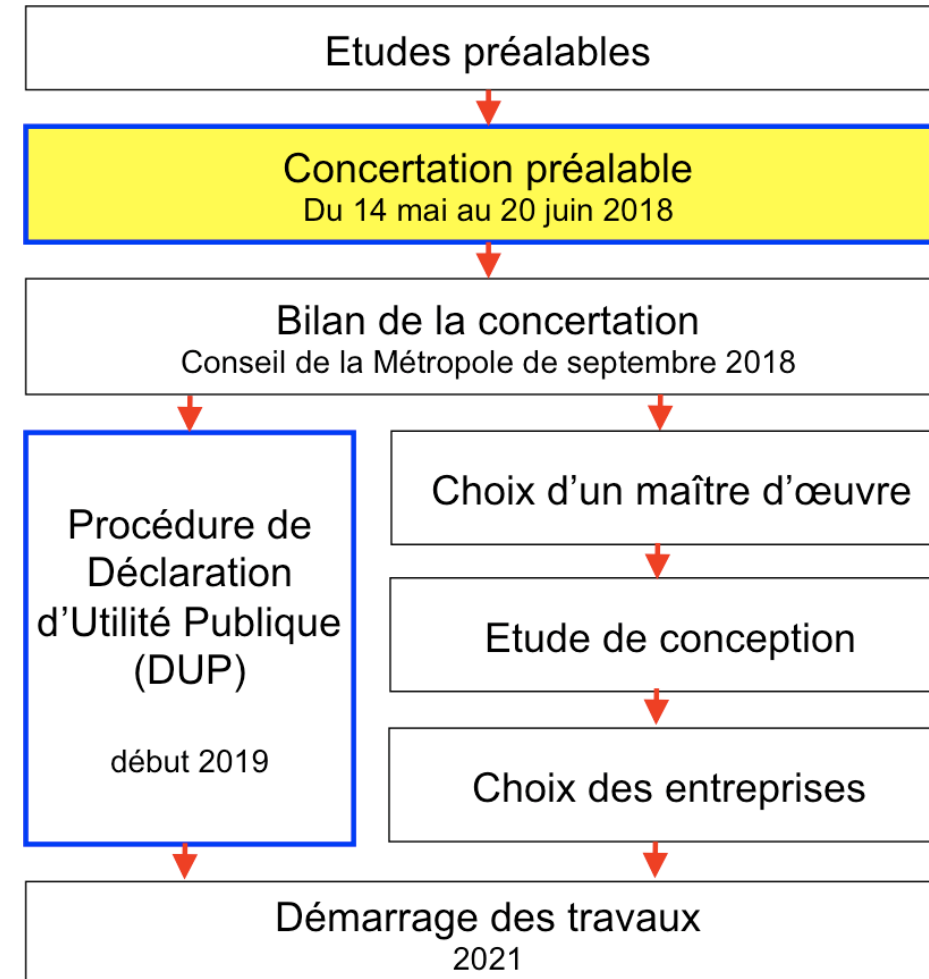 Etudes préalables
Concertation préalable
Du 14 mai au 20 juin 2018
Bilan de la concertation
Conseil de la Métropole de septembre 2018
Procédure de
Déclaration
d'Utilité Publique
(DUP)
début 2019
Choix d'un maître d'œuvre
Etude de conception
Choix des entreprises
Démarrage des travaux
2021